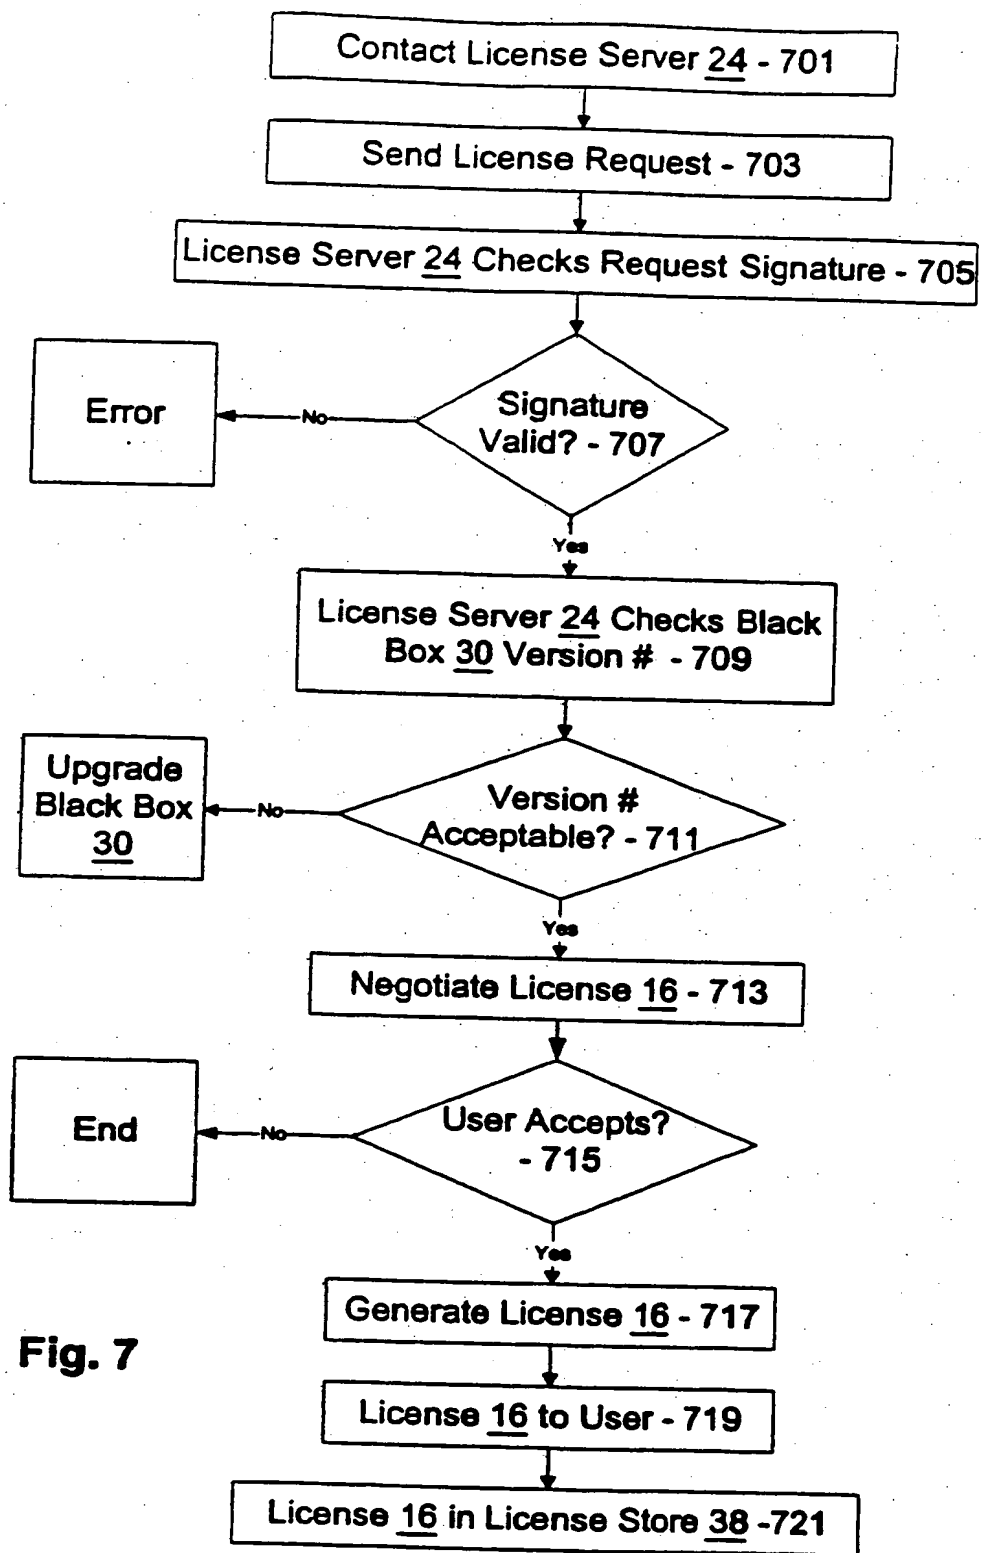 Contact License Server 24 - 701
Send License Request - 703
License Server 24 Checks Request Signature - 705
Signature
Valid? - 707
No
Error
Yes
License Server 24 Checks Black
Box 30 Version # - 709
Version #
Acceptable? - 711
No
Upgrade
Black Box
30
Yes
Negotiate License 16 - 713
User Accepts?
- 715
No
End
Yes
Generate License 16 - 717
Fig. 7
License 16 to User - 719
License 16 in License Store 38 -721